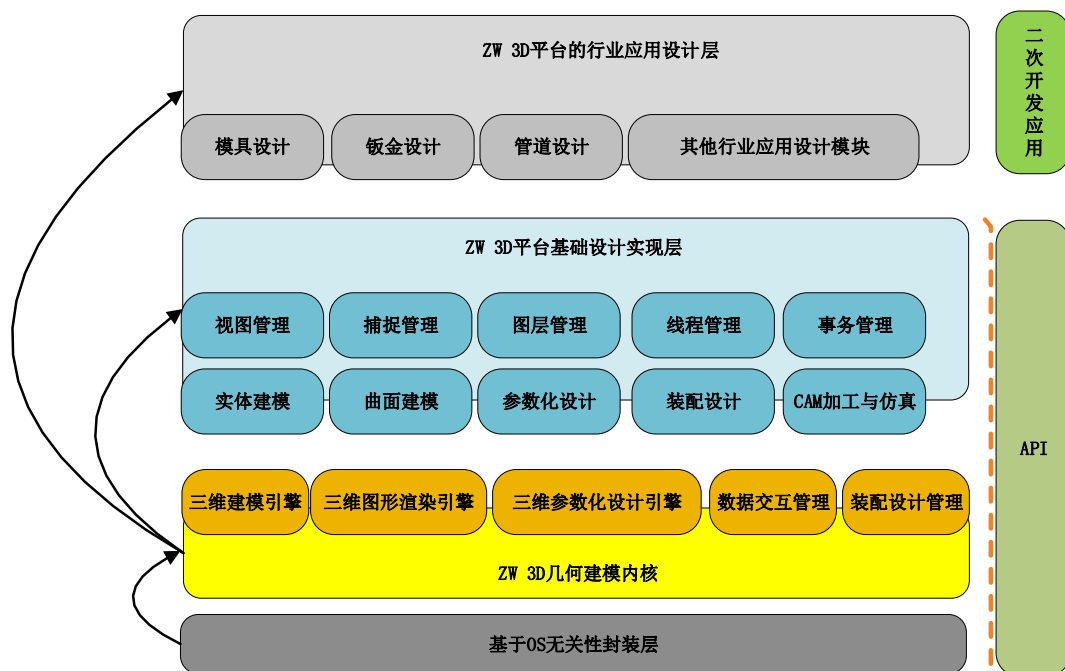 ZW 3D平台的行业应用设计层
模具设计
钣金设计
管道设计
其他行业应用设计模块
二次开发应用
ZW 3D平台基础设计实现层
视图管理
捕捉管理
图层管理
线程管理
事务管理
实体建模
曲面建模
参数化设计
装配设计
CAM加工与仿真
API
三维建模引擎
三维图形渲染引擎
三维参数化设计引擎
数据交互管理
装配设计管理
ZW 3D几何建模内核
基于OS无关性封装层